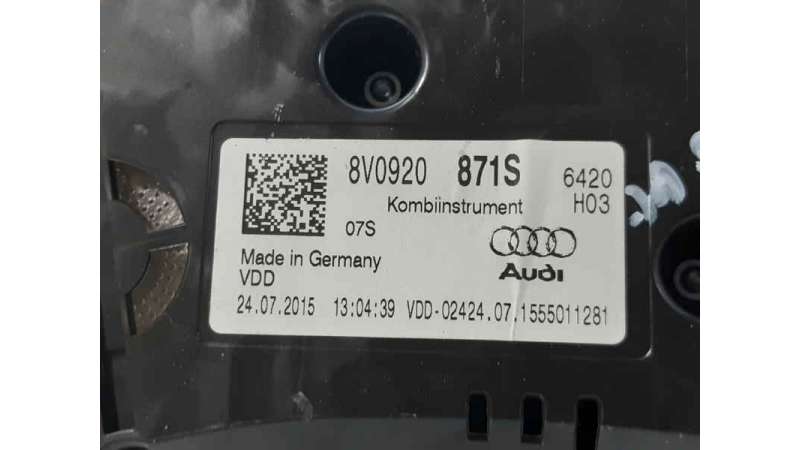 8V0920 871S 6420
Kombiinstrument H03
07S
Made in Germany Audi
VDD
24.07.2015 13:04:39 VDD-02424.07.1555011281